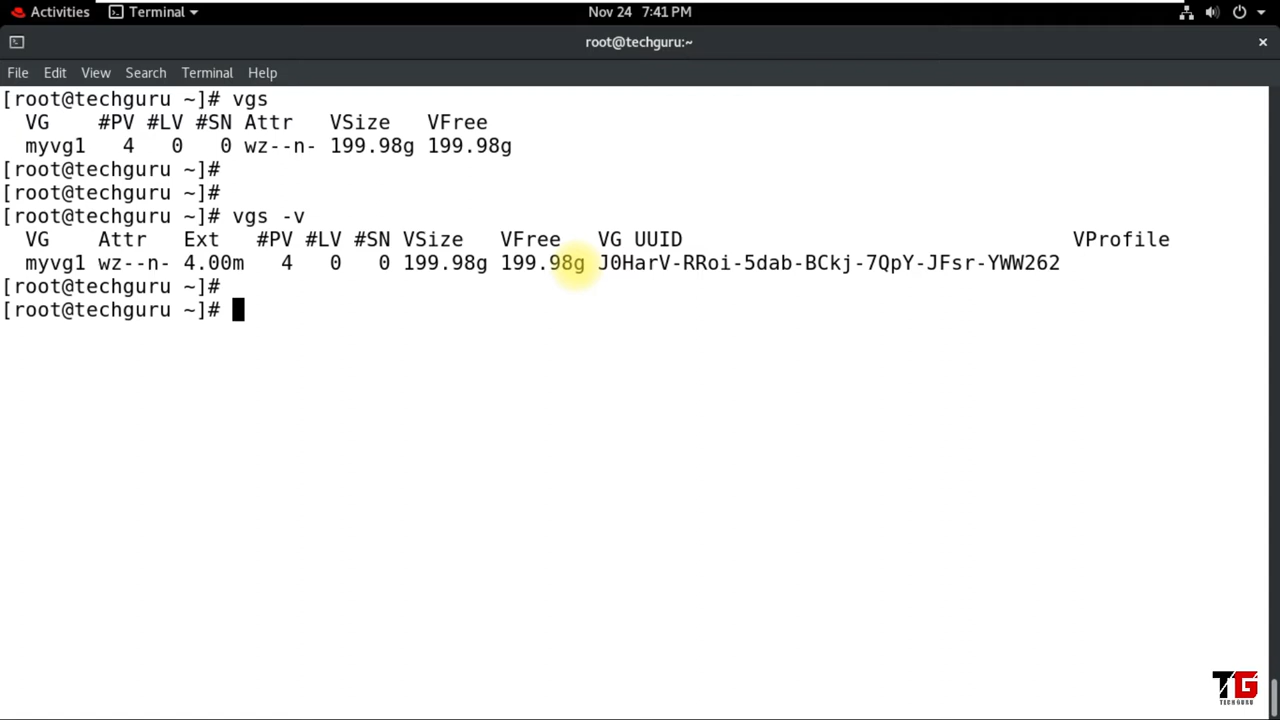 Activities Terminal Nov 24 7:41 PM
root@techguru:~ ×
File Edit View Search Terminal Help
[root@techguru ~]# vgs
VG #PV #LV #SN Attr VSize VFree
myvg1 4 0 0 wz--n- 199.98g 199.98g
[root@techguru ~]#
[root@techguru ~]#
[root@techguru ~]# vgs -v
VG Attr Ext #PV #LV #SN VSize VFree VG UUID VProfile
myvg1 wz--n- 4.00m 4 0 0 199.98g 199.98g J0HarV-RRoi-5dab-BCkj-7QpY-JFsr-YWW262
[root@techguru ~]#
[root@techguru ~]#
TG
TECH GURU